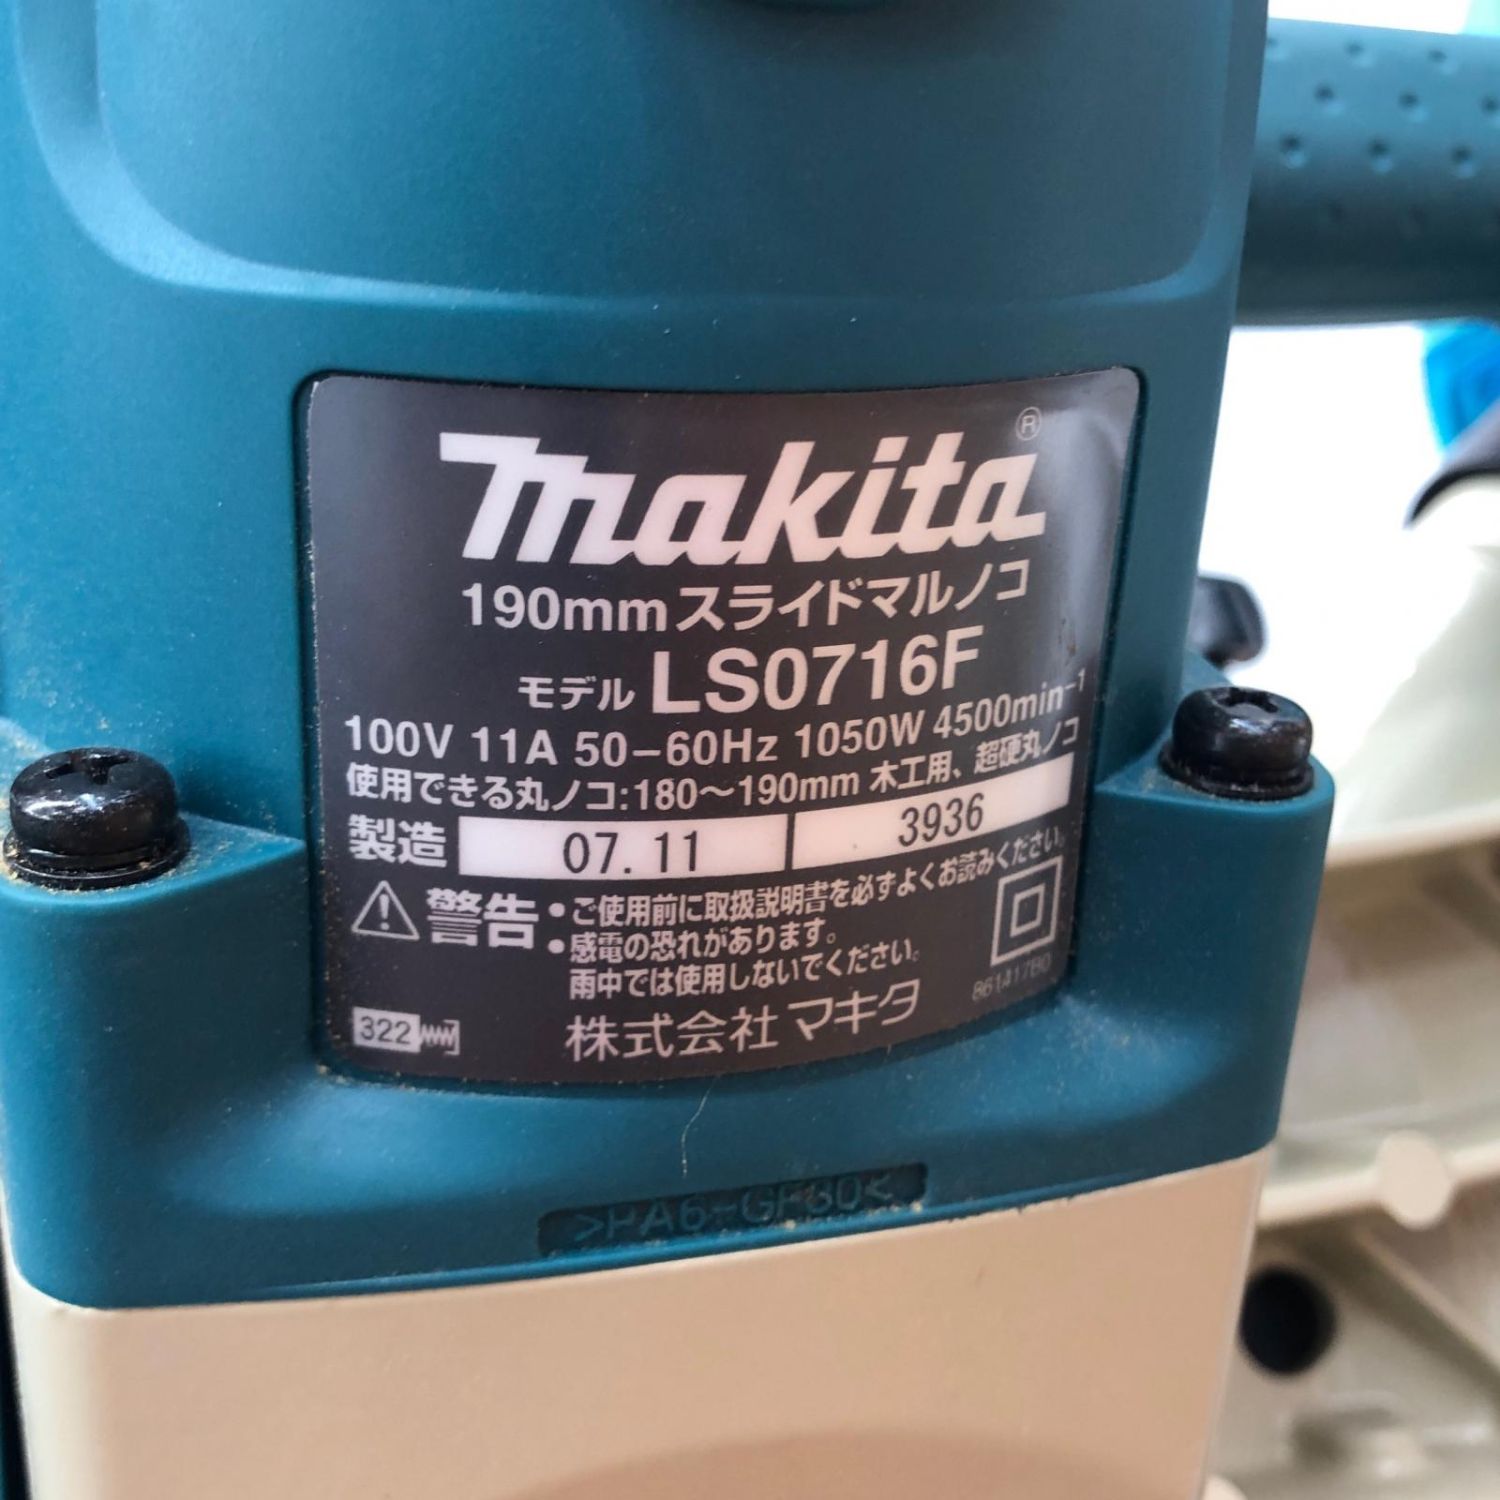 makita®
190mmスライドマルノコ
モデル LS0716F
100V 11A 50-60Hz 1050W 4500min⁻¹
使用できる丸ノコ:180〜190mm 木工用、超硬丸ノコ
製造 07.11 3936
警告 •ご使用前に取扱説明書を必ずよくお読みください。
•感電の恐れがあります。
雨中では使用しないでください。
861417B0
322
株式会社マキタ
>PA6-GF30<